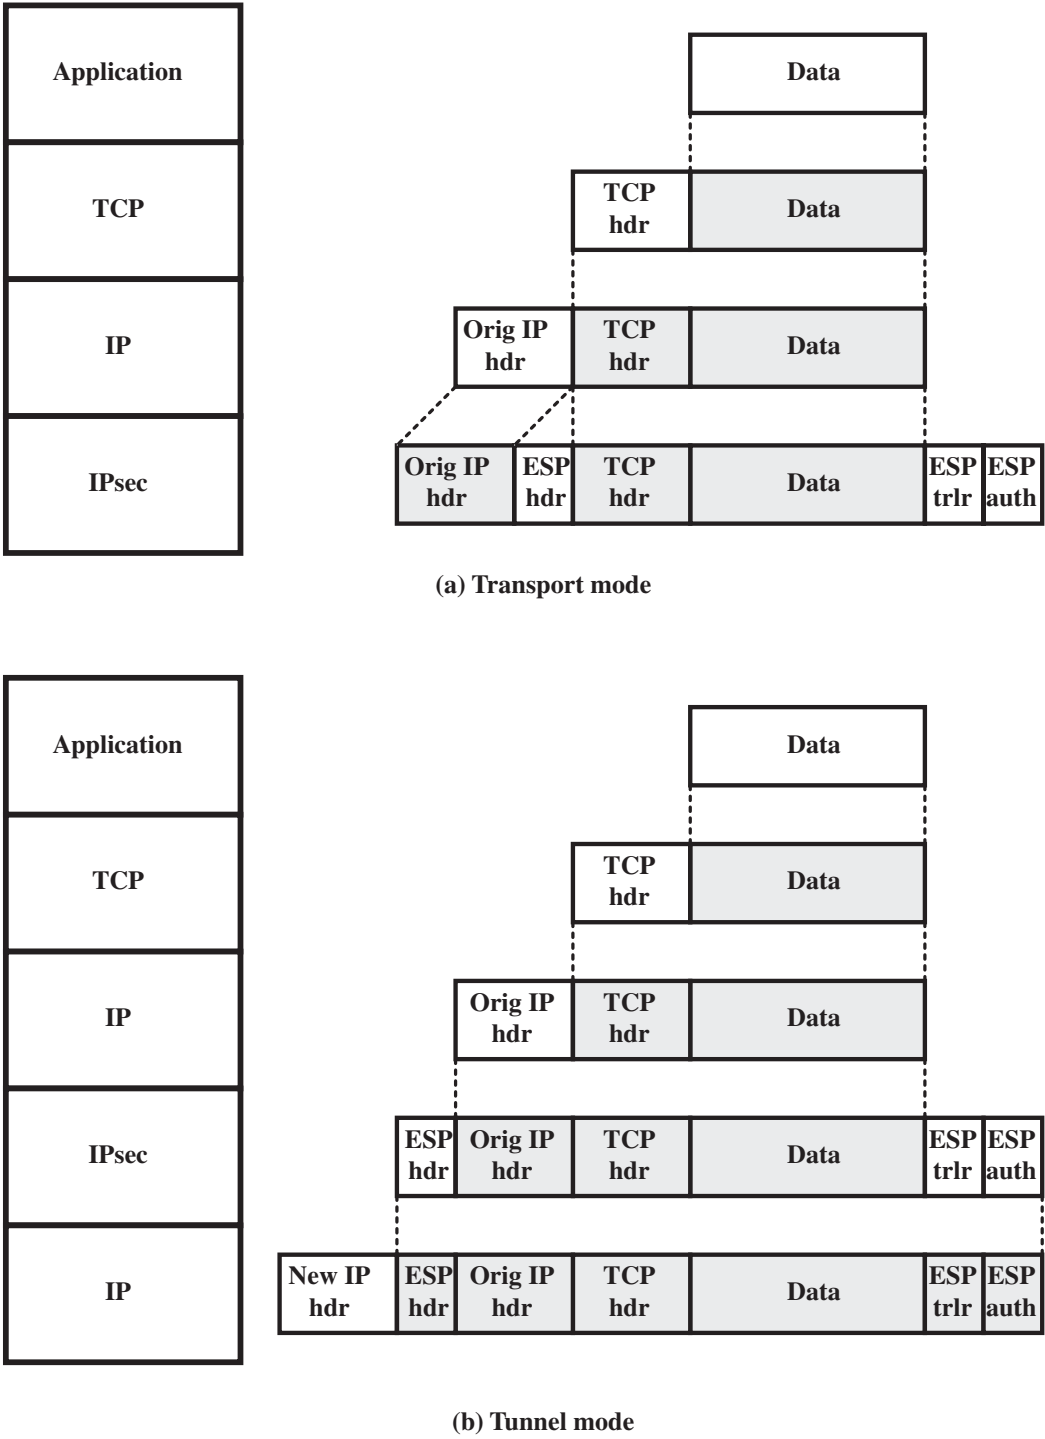 Application
Data
TCP
TCP
hdr
Data
IP
Orig IP
hdr
TCP
hdr
Data
IPsec
Orig IP
hdr
ESP
hdr
TCP
hdr
Data
ESP
trlr
ESP
auth
(a) Transport mode
Application
Data
TCP
TCP
hdr
Data
IP
Orig IP
hdr
TCP
hdr
Data
IPsec
ESP
hdr
Orig IP
hdr
TCP
hdr
Data
ESP
trlr
ESP
auth
IP
New IP
hdr
ESP
hdr
Orig IP
hdr
TCP
hdr
Data
ESP
trlr
ESP
auth
(b) Tunnel mode